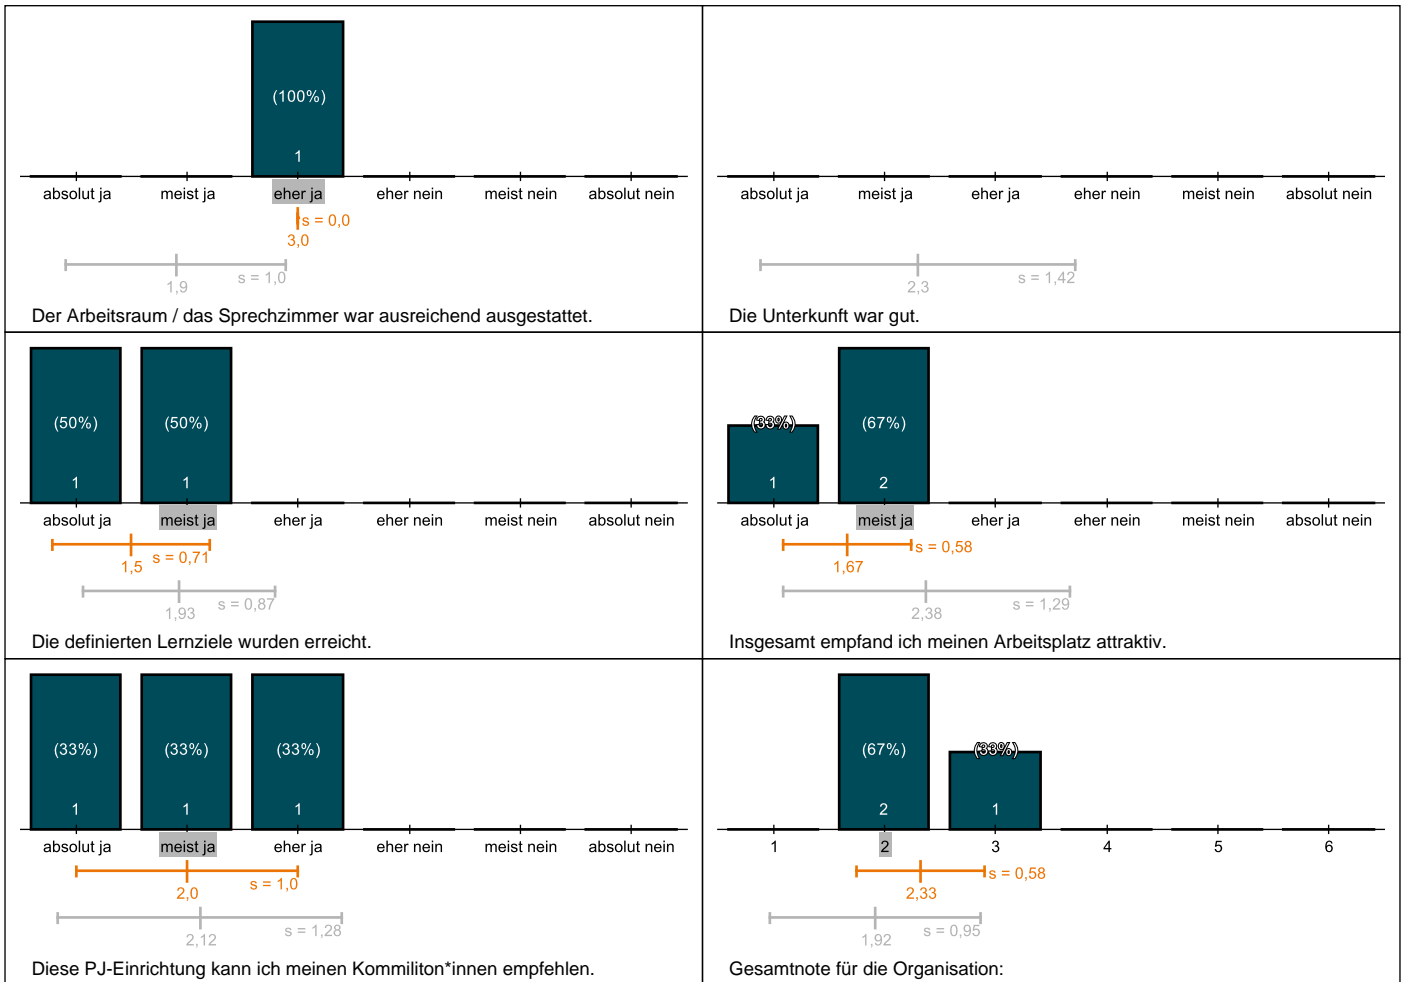 (100%)
1
absolut ja meist ja eher ja eher nein meist nein absolut nein
s = 0,0
3,0
s = 1,0
1,9
Der Arbeitsraum / das Sprechzimmer war ausreichend ausgestattet.
absolut ja meist ja eher ja eher nein meist nein absolut nein
s = 1,42
2,3
Die Unterkunft war gut.
(50%) (50%)
1 1
absolut ja meist ja eher ja eher nein meist nein absolut nein
s = 0,71
1,5
s = 0,87
1,93
Die definierten Lernziele wurden erreicht.
(33%) (67%)
1 2
absolut ja meist ja eher ja eher nein meist nein absolut nein
s = 0,58
1,67
s = 1,29
2,38
Insgesamt empfand ich meinen Arbeitsplatz attraktiv.
(33%) (33%) (33%)
1 1 1
absolut ja meist ja eher ja eher nein meist nein absolut nein
s = 1,0
2,0
s = 1,28
2,12
Diese PJ-Einrichtung kann ich meinen Kommiliton*innen empfehlen.
(67%) (33%)
2 1
1 2 3 4 5 6
s = 0,58
2,33
s = 0,95
1,92
Gesamtnote für die Organisation: